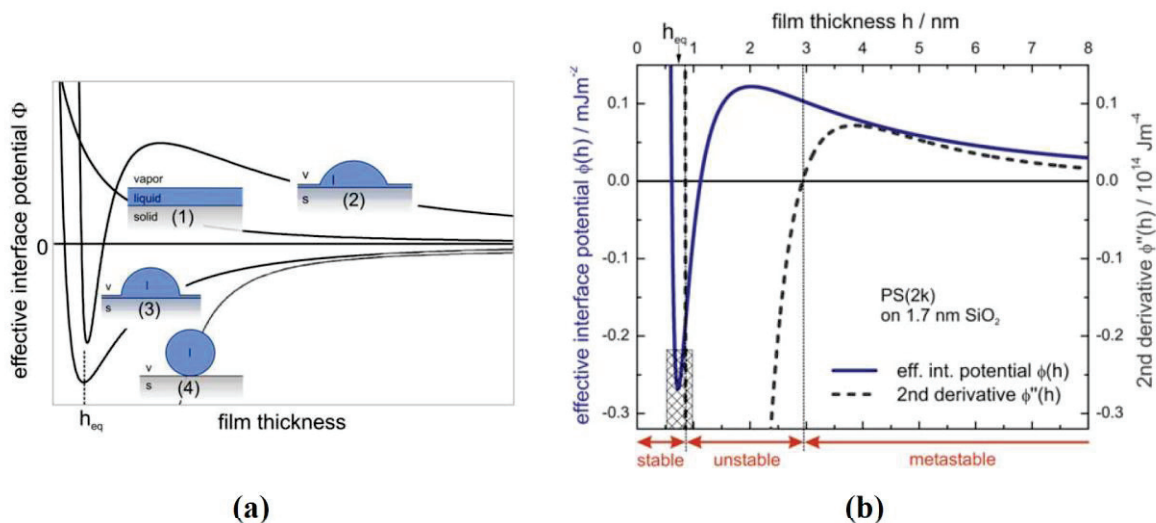 effective interface potential Φ
0
vapor
liquid
solid
(1)
v
l
s
(2)
v
l
s
(3)
l
v
s
(4)
h_eq
film thickness
(a)
film thickness h / nm
h_eq
0 1 2 3 4 5 6 7 8
effective interface potential ϕ(h) / mJm⁻²
0.1
0.0
-0.1
-0.2
-0.3
0.1
0.0
-0.1
-0.2
-0.3
2nd derivative ϕ''(h) / 10¹⁴ Jm⁻⁴
PS(2k)
on 1.7 nm SiO₂
eff. int. potential ϕ(h)
2nd derivative ϕ''(h)
stable unstable metastable
(b)